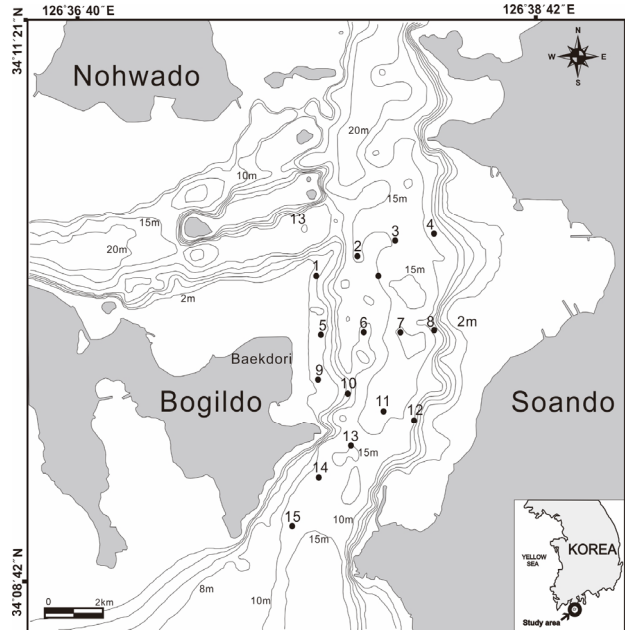 126°36'40"E
126°38'42"E
34°11'21"N
N
W E
S
Nohwado
20m
10m
15m
15m
13
20m
3
4
2
1
15m
2m
5
6
7
8
2m
Baekdori
9
10
Bogildo
Soando
11
12
13
15m
14
15
10m
15m
34°08'42"N
8m
10m
0 2km
YELLOW
SEA
KOREA
Study area